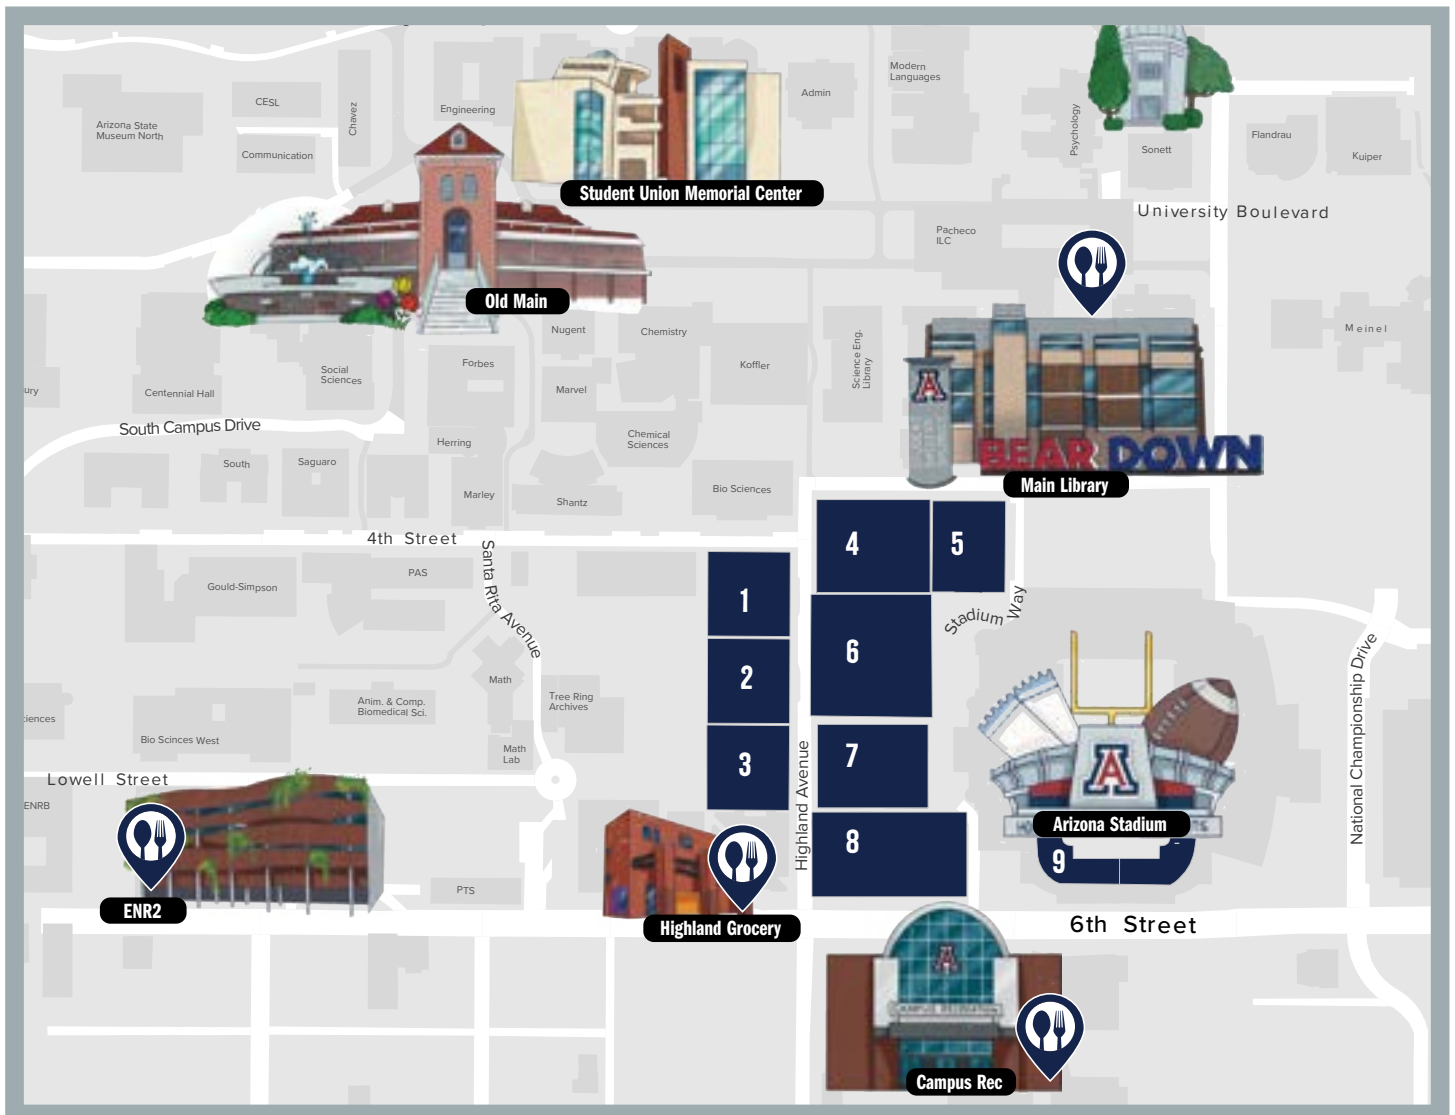 Modern
Languages
CESL
Chavez
Engineering
Admin
Arizona State
Museum North
Psychology
Flandrau
Communication
Sonett
Kuiper
Student Union Memorial Center
University Boulevard
Pacheco
ILC
Old Main
Nugent
Chemistry
Science Eng.
Library
Meinel
Forbes
Koffler
Social
Sciences
ury
Centennial Hall
Marvel
A
South Campus Drive
Herring
Chemical
Sciences
BEAR DOWN
South
Saguaro
Main Library
Marley
Shantz
Bio Sciences
4th Street
4
5
Santa Rita Avenue
PAS
Gould-Simpson
1
Stadium Way
6
2
Math
National Championship Drive
Anim. & Comp.
Biomedical Sci.
Tree Ring
Archives
iences
Bio Scinces West
Math
Lab
7
3
Highland Avenue
A
Lowell Street
ENRB
Arizona Stadium
8
9
PTS
ENR2
Highland Grocery
6th Street
A
CAMPUS RECREATION
Campus Rec